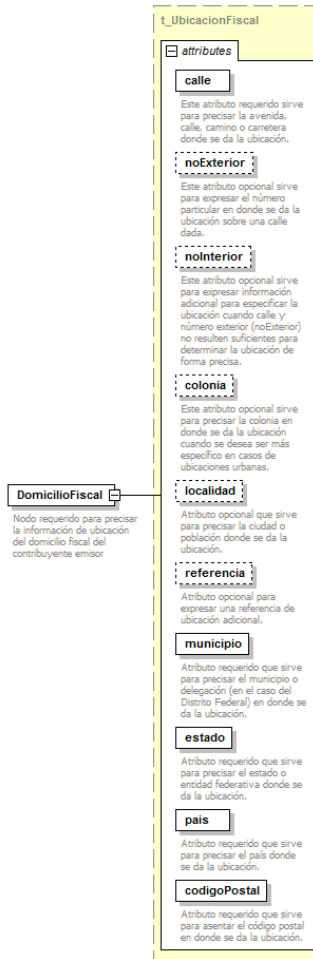 t_UbicacionFiscal
attributes
calle
Este atributo requerido sirve
para precisar la avenida,
calle, camino o carretera
donde se da la ubicación.
noExterior
Este atributo opcional sirve
para expresar el número
particular en donde se da la
ubicación sobre una calle
dada.
noInterior
Este atributo opcional sirve
para expresar información
adicional para especificar la
ubicación cuando calle y
número exterior (noExterior)
no resulten suficientes para
determinar la ubicación de
forma precisa.
colonia
Este atributo opcional sirve
para precisar la colonia en
donde se da la ubicación
cuando se desea ser más
específico en casos de
ubicaciones urbanas.
DomicilioFiscal
Nodo requerido para precisar
la información de ubicación
del domicilio fiscal del
contribuyente emisor
localidad
Atributo opcional que sirve
para precisar la ciudad o
población donde se da la
ubicación.
referencia
Atributo opcional para
expresar una referencia de
ubicación adicional.
municipio
Atributo requerido que sirve
para precisar el municipio o
delegación (en el caso del
Distrito Federal) en donde se
da la ubicación.
estado
Atributo requerido que sirve
para precisar el estado o
entidad federativa donde se
da la ubicación.
pais
Atributo requerido que sirve
para precisar el país donde
se da la ubicación.
codigoPostal
Atributo requerido que sirve
para asentar el código postal
en donde se da la ubicación.